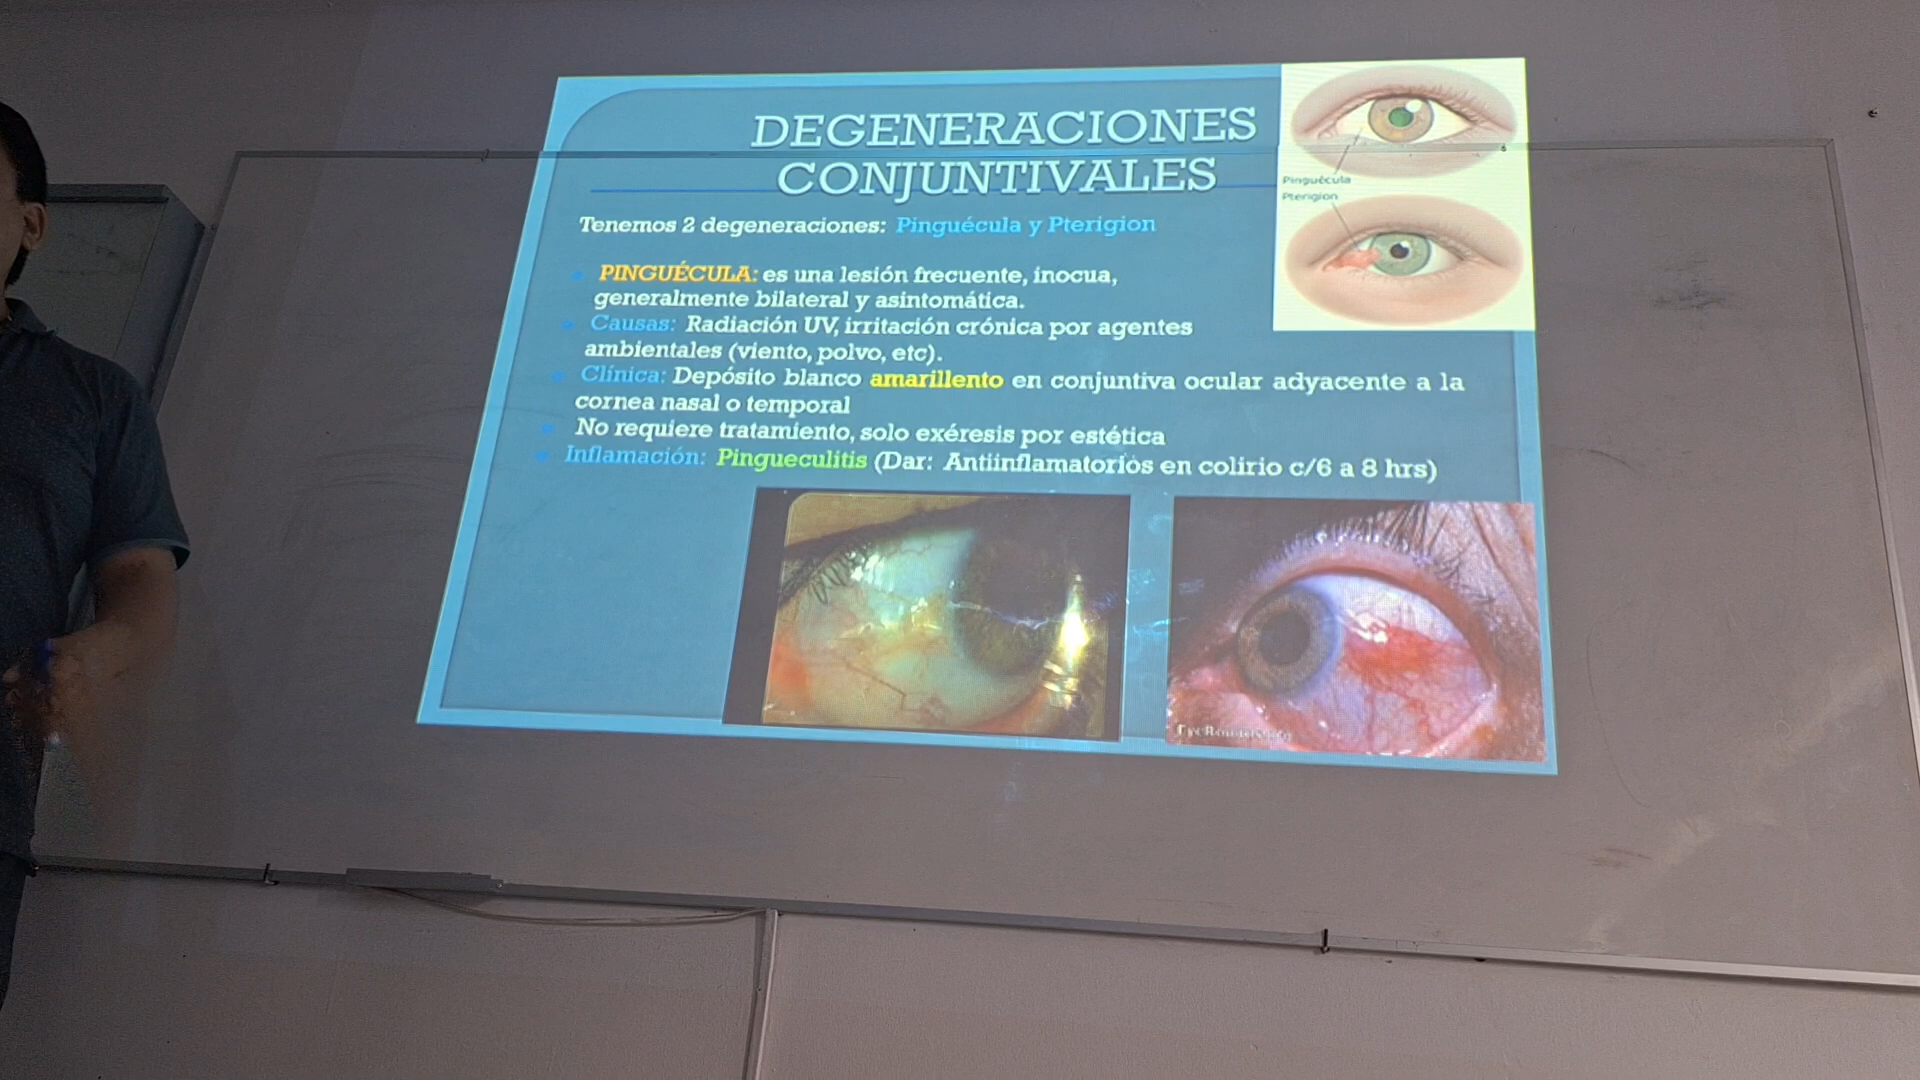 DEGENERACIONES
CONJUNTIVALES
Tenemos 2 degeneraciones: Pinguécula y Pterigion
PINGUÉCULA: es una lesión frecuente, inocua,
generalmente bilateral y asintomática.
Causas: Radiación UV, irritación crónica por agentes
ambientales (viento, polvo, etc).
Clínica: Depósito blanco amarillento en conjuntiva ocular adyacente a la
cornea nasal o temporal
No requiere tratamiento, solo exéresis por estética
Inflamación: Pingueculitis (Dar: Antiinflamatorios en colirio c/6 a 8 hrs)
Pinguécula
Pterigion